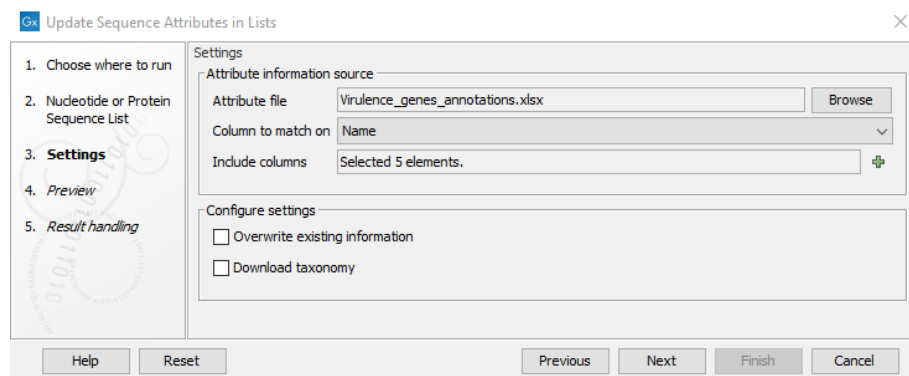 Gx Update Sequence Attributes in Lists
1. Choose where to run
2. Nucleotide or Protein
Sequence List
3. Settings
4. Preview
5. Result handling
Settings
Attribute information source
Attribute file Virulence_genes_annotations.xlsx Browse
Column to match on Name
Include columns Selected 5 elements.
Configure settings
Overwrite existing information
Download taxonomy
Help Reset Previous Next Finish Cancel